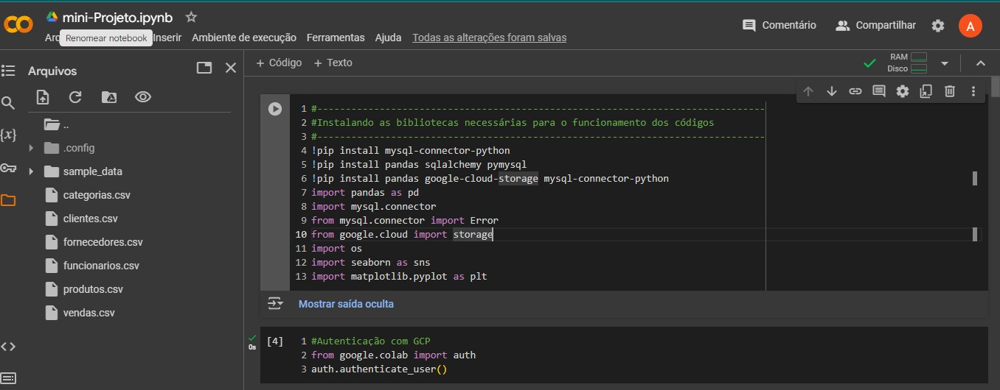 mini-Projeto.ipynb
Renomear notebook
Inserir Ambiente de execução Ferramentas Ajuda Todas as alterações foram salvas
Comentário Compartilhar A
Arquivos
..
.config
sample_data
categorias.csv
clientes.csv
fornecedores.csv
funcionarios.csv
produtos.csv
vendas.csv
{x}
+ Código + Texto
RAM
Disco
1 #-------------------------------------------------------------------------------
2 #Instalando as bibliotecas necessárias para o funcionamento dos códigos
3 #-------------------------------------------------------------------------------
4 !pip install mysql-connector-python
5 !pip install pandas sqlalchemy pymysql
6 !pip install pandas google-cloud-storage mysql-connector-python
7 import pandas as pd
8 import mysql.connector
9 from mysql.connector import Error
10 from google.cloud import storage
11 import os
12 import seaborn as sns
13 import matplotlib.pyplot as plt
Mostrar saída oculta
0s
[4]
1 #Autenticação com GCP
2 from google.colab import auth
3 auth.authenticate_user()